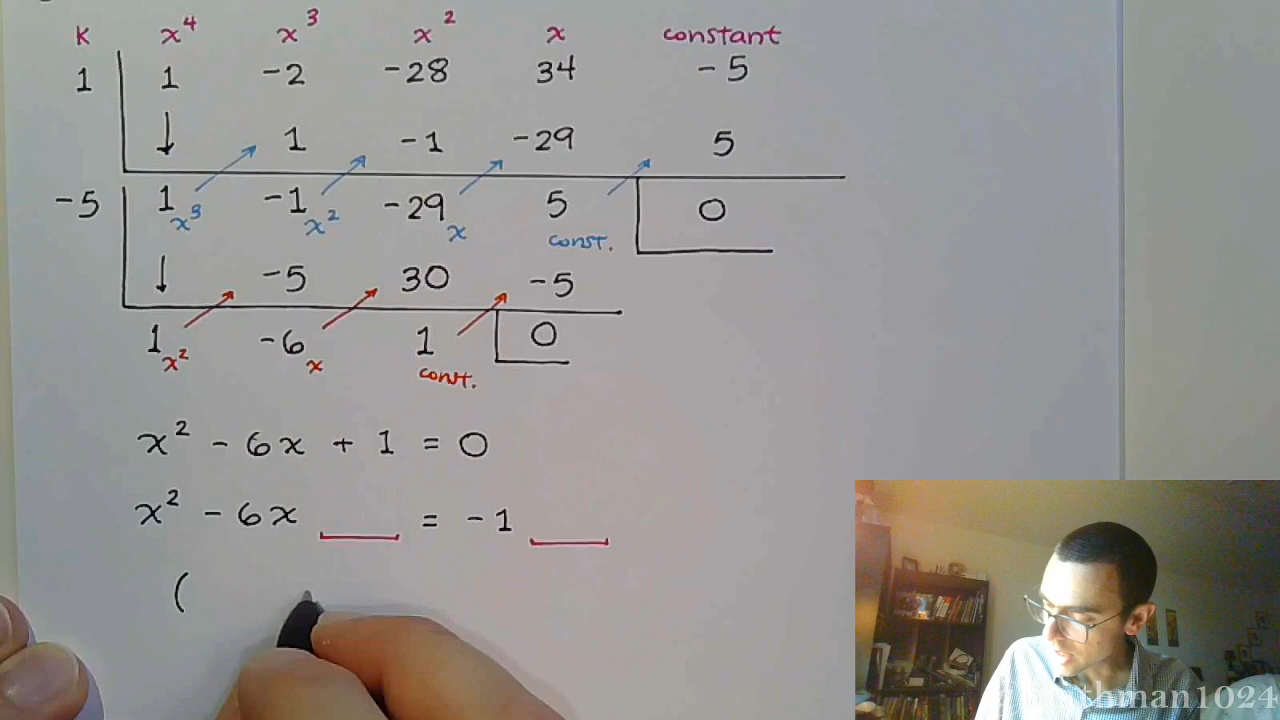 K x⁴ x³ x² x constant
1 1 -2 -28 34 -5
↓ 1 -1 -29 5
-5 1 x³ -1 x² -29 x 5 const. 0
↓ -5 30 -5
1 x² -6 x 1 const. 0
x² - 6x + 1 = 0
x² - 6x ___ = -1 ___
(